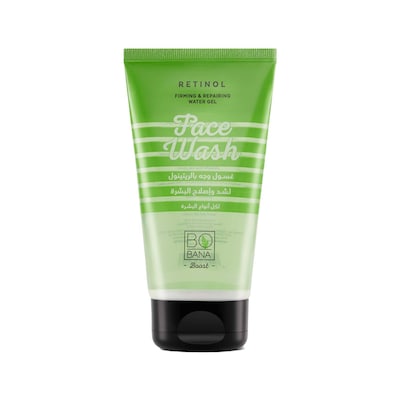 RETINOL
FIRMING & REPAIRING
WATER GEL
Face
Wash
غسول وجه بالريتينول
لشد وإصلاح البشرة
لكل أنواع البشرة
BO
BANA
Boost